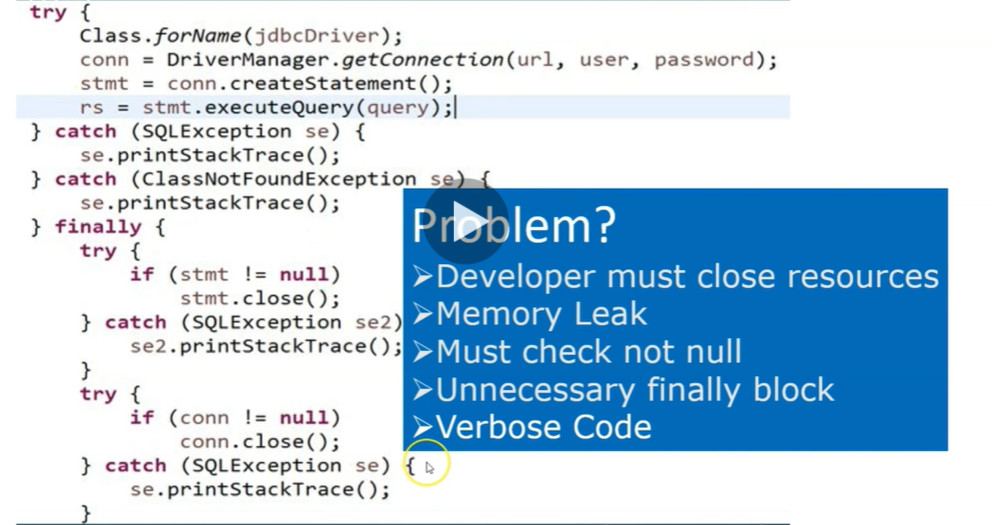 try {
Class.forName(jdbcDriver);
conn = DriverManager.getConnection(url, user, password);
stmt = conn.createStatement();
rs = stmt.executeQuery(query);
} catch (SQLException se) {
se.printStackTrace();
} catch (ClassNotFoundException se) {
se.printStackTrace();
} finally {
try {
if (stmt != null)
stmt.close();
} catch (SQLException se2)
se2.printStackTrace();
}
try {
if (conn != null)
conn.close();
} catch (SQLException se) {
se.printStackTrace();
}
Problem?
➢Developer must close resources
➢Memory Leak
➢Must check not null
➢Unnecessary finally block
➢Verbose Code